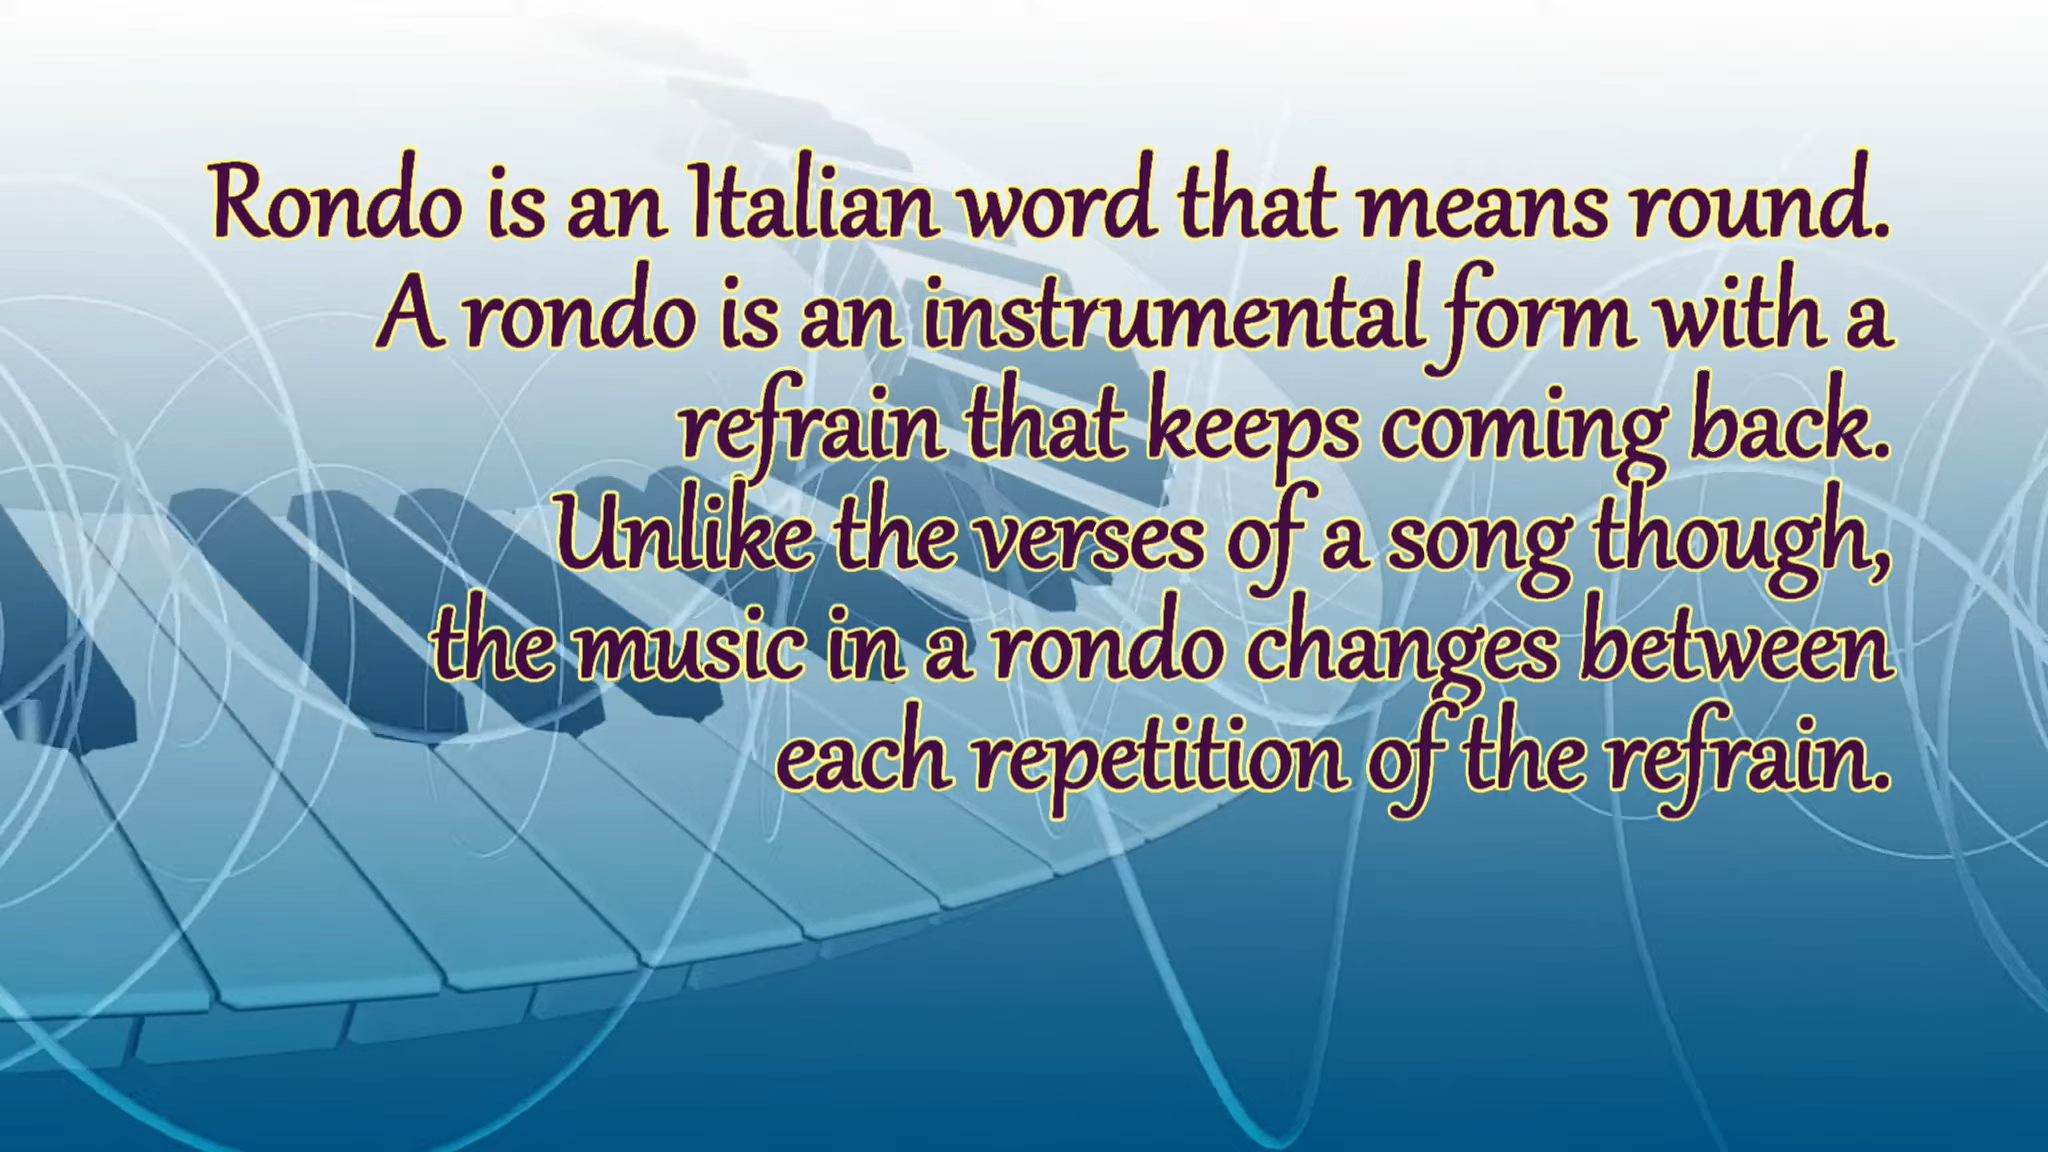 Rondo is an Italian word that means round.
A rondo is an instrumental form with a
refrain that keeps coming back.
Unlike the verses of a song though,
the music in a rondo changes between
each repetition of the refrain.